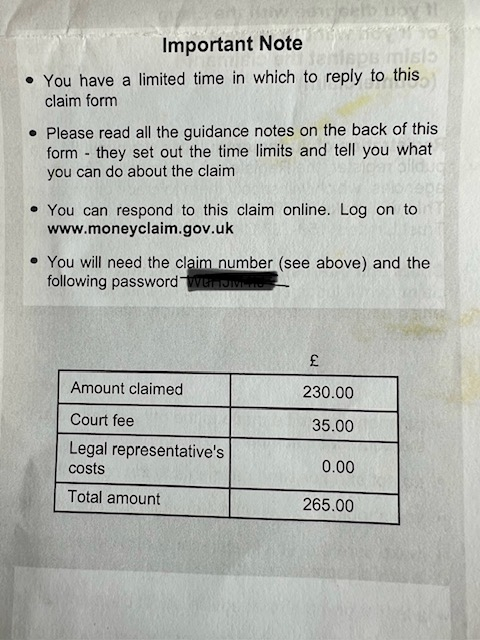 Important Note
• You have a limited time in which to reply to this
claim form
• Please read all the guidance notes on the back of this
form - they set out the time limits and tell you what
you can do about the claim
• You can respond to this claim online. Log on to
www.moneyclaim.gov.uk
• You will need the claim number (see above) and the
following password
£
Amount claimed 230.00
Court fee 35.00
Legal representative's
costs 0.00
Total amount 265.00